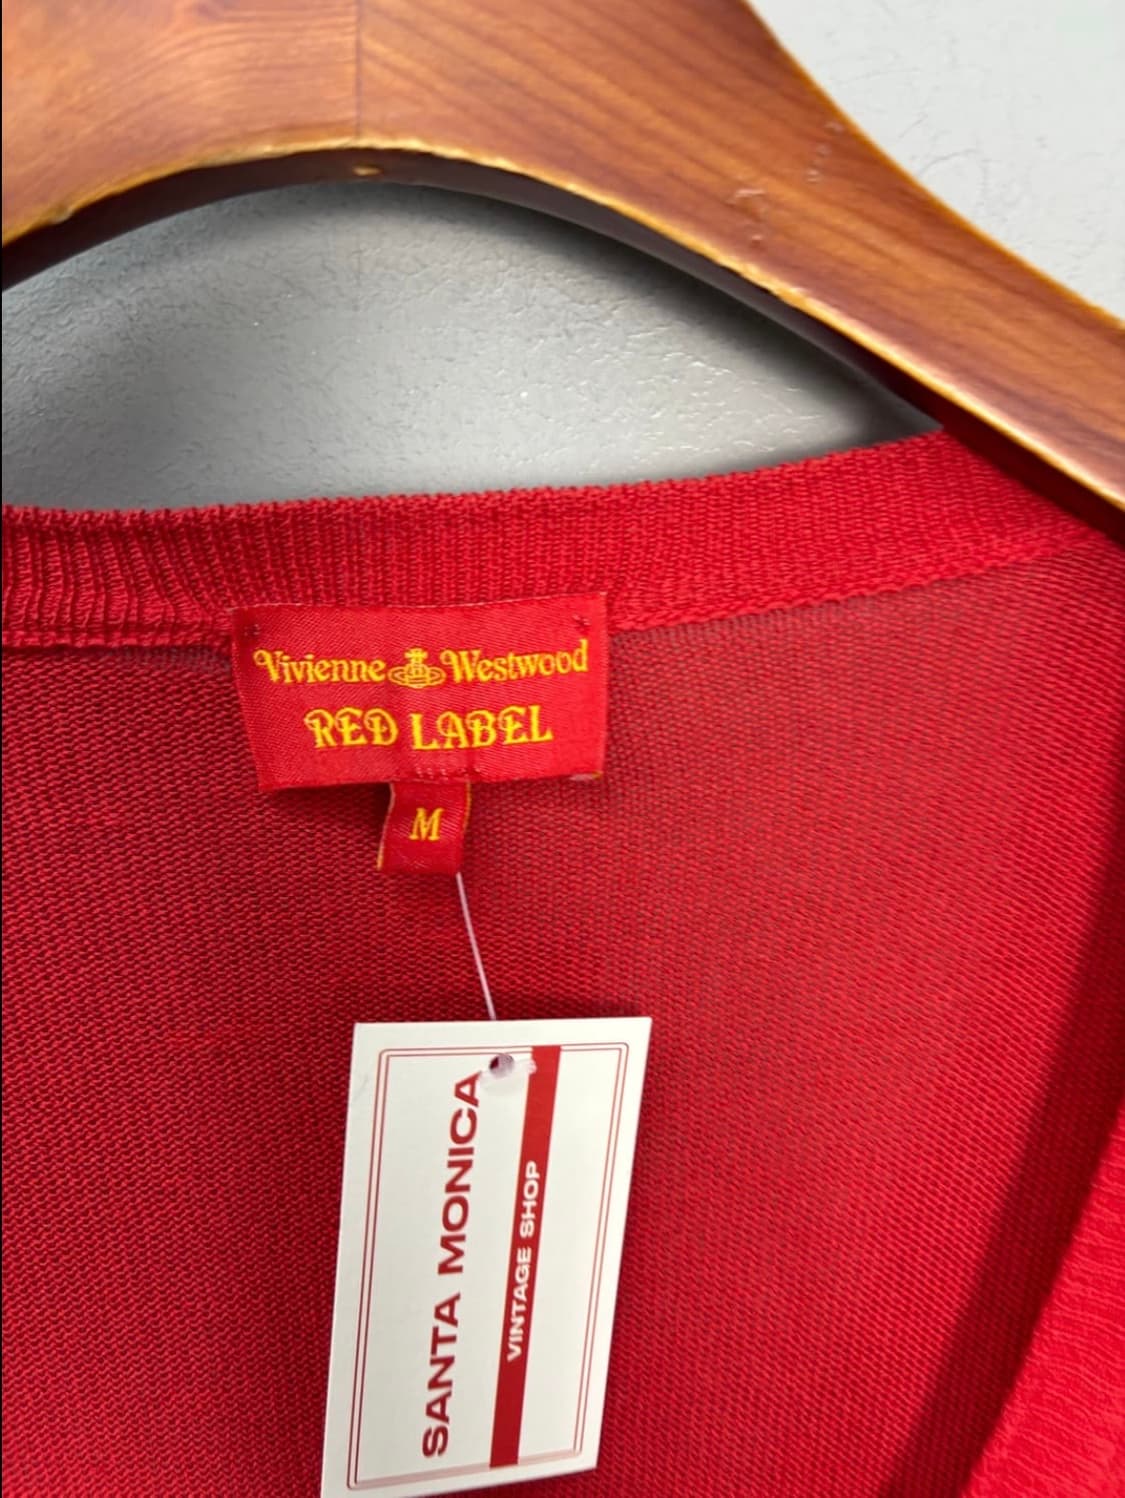 Vivienne Westwood
RED LABEL
M
SANTA MONICA
VINTAGE SHOP